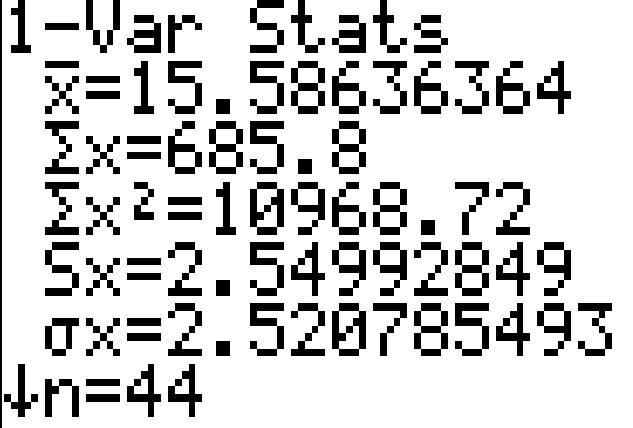 1-Var Stats
x̄=15.58636364
Σx=685.8
Σx²=10968.72
Sx=2.54992849
σx=2.520785493
↓n=44